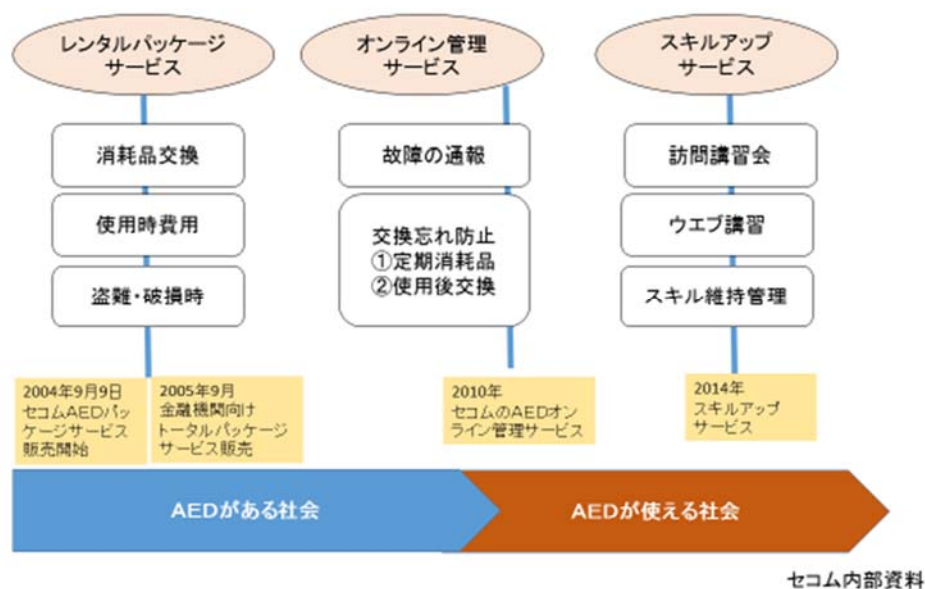 レンタルパッケージ
サービス
オンライン管理
サービス
スキルアップ
サービス
消耗品交換
使用時費用
盗難・破損時
故障の通報
交換忘れ防止
①定期消耗品
②使用後交換
訪問講習会
ウエブ講習
スキル維持管理
2004年9月9日
セコムAEDパッ
ケージサービス
販売開始
2005年9月
金融機関向け
トータルパッケージ
サービス販売
2010年
セコムのAEDオン
ライン管理サービス
2014年
スキルアップ
サービス
AEDがある社会
AEDが使える社会
セコム内部資料